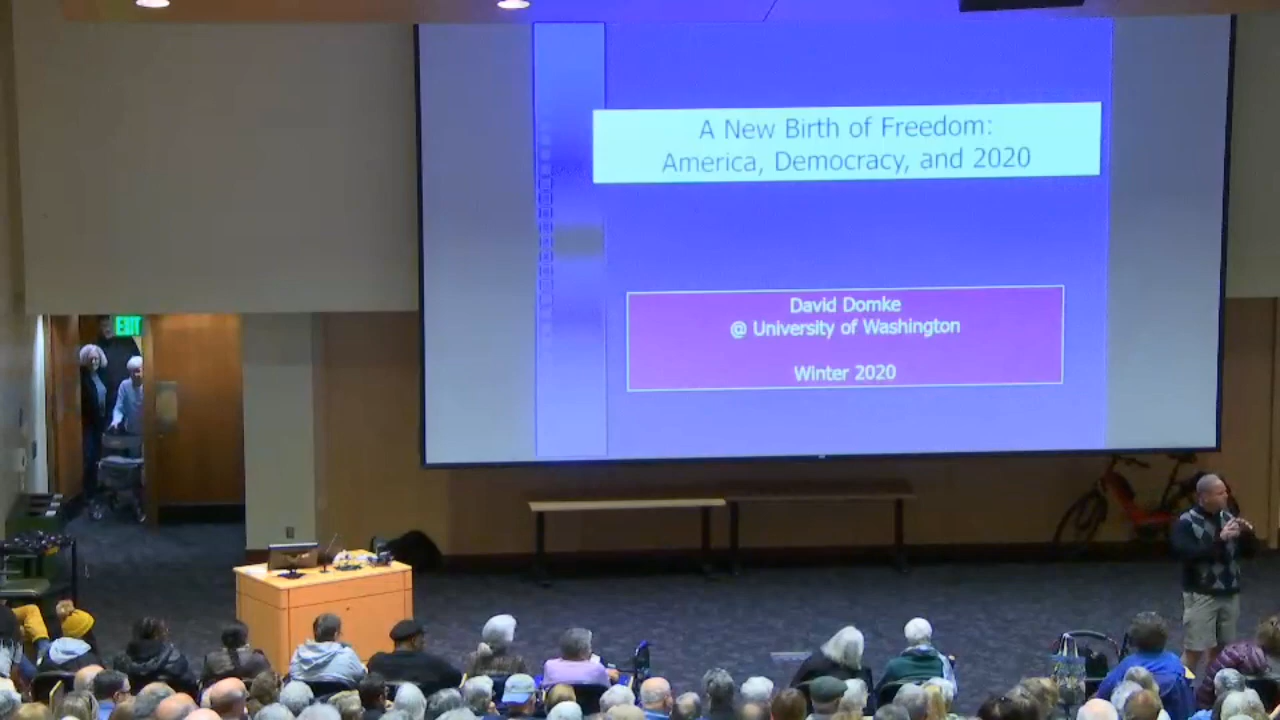 A New Birth of Freedom:
America, Democracy, and 2020
David Domke
@ University of Washington
Winter 2020
EXIT